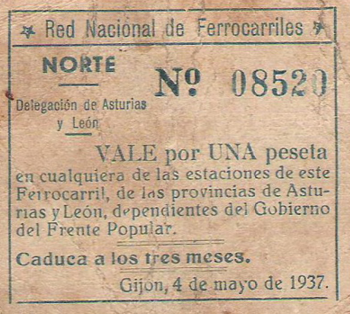 ★ Red Nacional de Ferrocarriles ★
NORTE
Delegación de Asturias
y León
Nº 08520
VALE por UNA peseta
en cualquiera de las estaciones de este
Ferrocarril, de las provincias de Astu-
rias y León, dependientes del Gobierno
del Frente Popular.
Caduca a los tres meses.
Gijon, 4 de mayo de 1937.